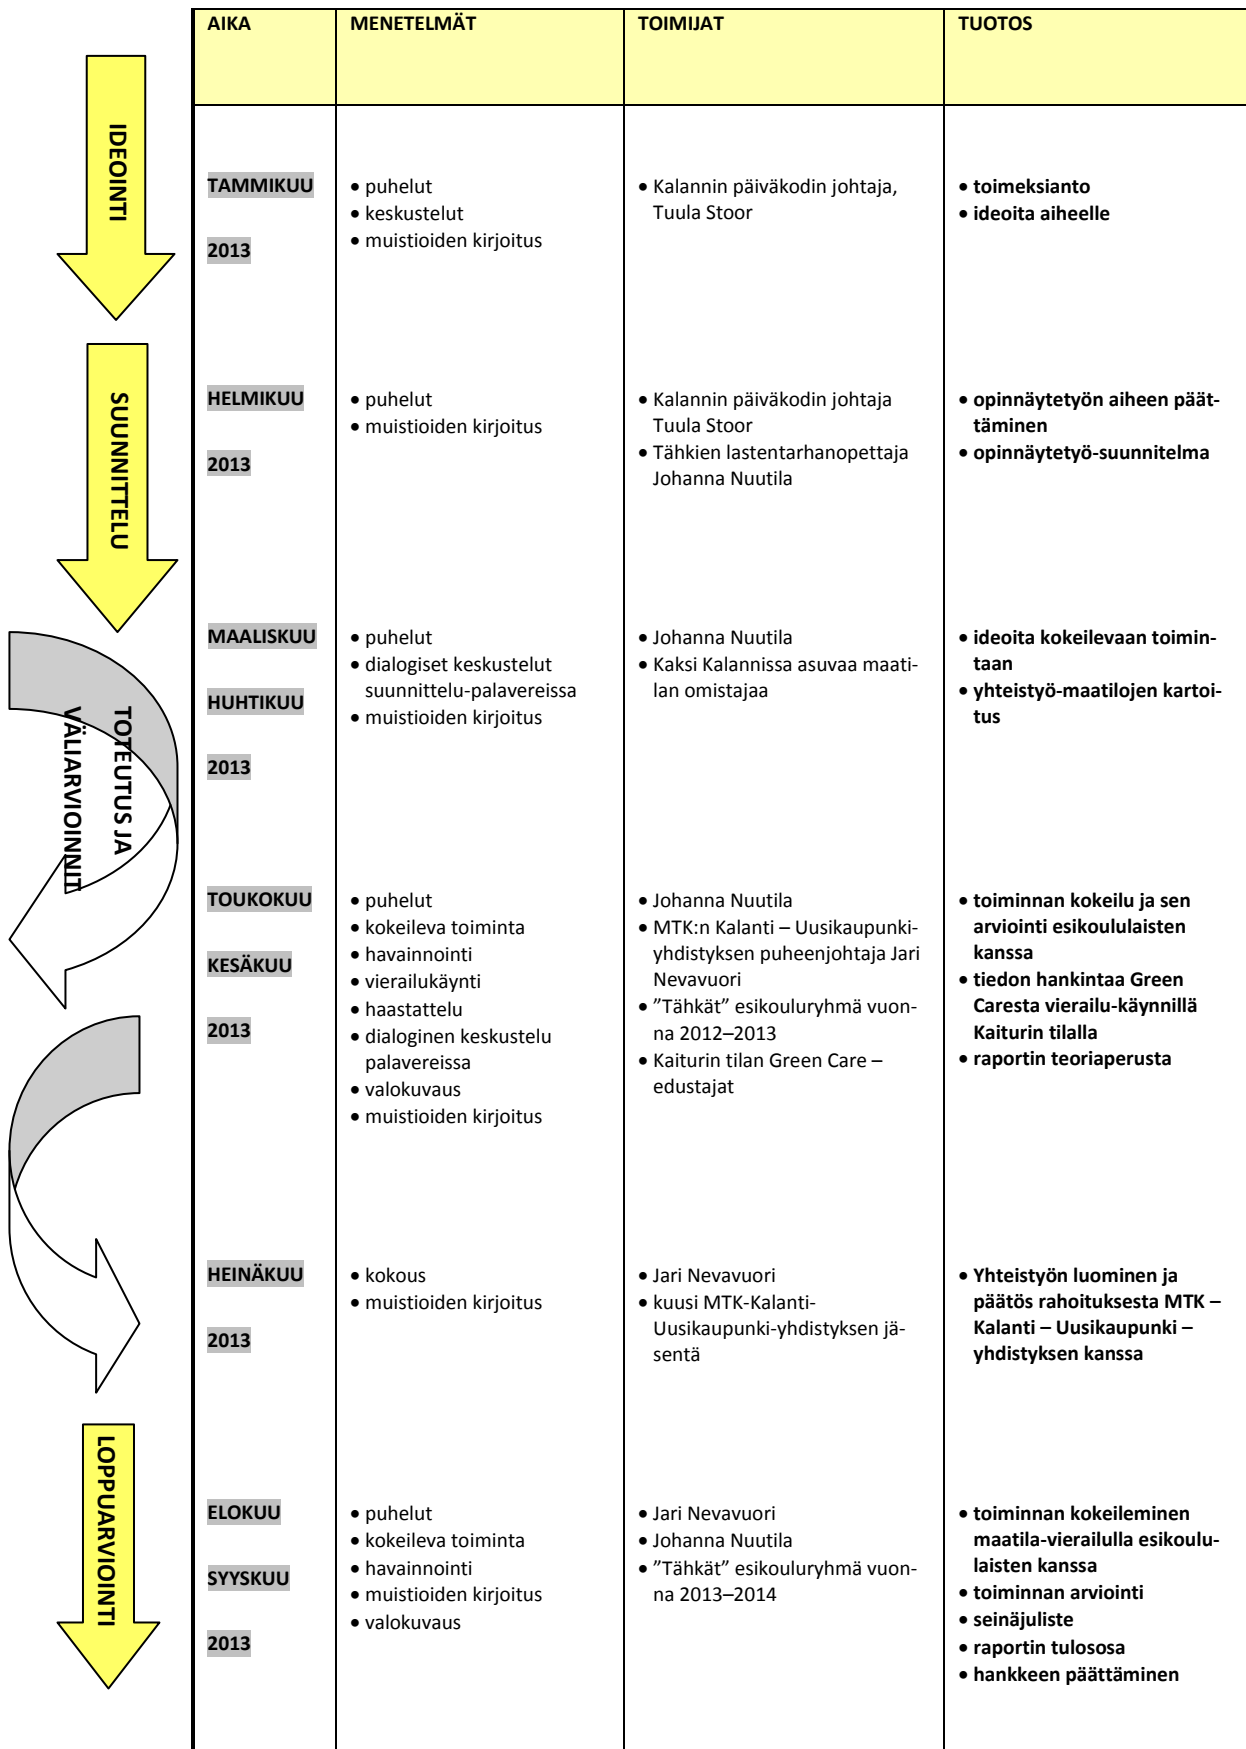 AIKA
MENETELMÄT
TOIMIJAT
TUOTOS
IDEOINTI
TAMMIKUU
2013
• puhelut
• keskustelut
• muistioiden kirjoitus
• Kalannin päiväkodin johtaja,
Tuula Stoor
• toimeksianto
• ideoita aiheelle
SUUNNITTELU
HELMIKUU
2013
• puhelut
• muistioiden kirjoitus
• Kalannin päiväkodin johtaja
Tuula Stoor
• Tähkien lastentarhanopettaja
Johanna Nuutila
• opinnäytetyön aiheen päät-
täminen
• opinnäytetyö-suunnitelma
TOTEUTUS JA
VÄLIARVIOINNIT
MAALISKUU
HUHTIKUU
2013
• puhelut
• dialogiset keskustelut
suunnittelu-palavereissa
• muistioiden kirjoitus
• Johanna Nuutila
• Kaksi Kalannissa asuvaa maati-
lan omistajaa
• ideoita kokeilevaan toimin-
taan
• yhteistyö-maatilojen kartoi-
tus
TOUKOKUU
KESÄKUU
2013
• puhelut
• kokeileva toiminta
• havainnointi
• vierailukäynti
• haastattelu
• dialoginen keskustelu
palavereissa
• valokuvaus
• muistioiden kirjoitus
• Johanna Nuutila
• MTK:n Kalanti – Uusikaupunki-
yhdistyksen puheenjohtaja Jari
Nevavuori
• ”Tähkät” esikouluryhmä vuon-
na 2012–2013
• Kaiturin tilan Green Care –
edustajat
• toiminnan kokeilu ja sen
arviointi esikoululaisten
kanssa
• tiedon hankintaa Green
Caresta vierailu-käynnillä
Kaiturin tilalla
• raportin teoriaperusta
HEINÄKUU
2013
• kokous
• muistioiden kirjoitus
• Jari Nevavuori
• kuusi MTK-Kalanti-
Uusikaupunki-yhdistyksen jä-
sentä
• Yhteistyön luominen ja
päätös rahoituksesta MTK –
Kalanti – Uusikaupunki –
yhdistyksen kanssa
LOPPUARVIOINTI
ELOKUU
SYYSKUU
2013
• puhelut
• kokeileva toiminta
• havainnointi
• muistioiden kirjoitus
• valokuvaus
• Jari Nevavuori
• Johanna Nuutila
• ”Tähkät” esikouluryhmä vuon-
na 2013–2014
• toiminnan kokeileminen
maatila-vierailulla esikoulu-
laisten kanssa
• toiminnan arviointi
• seinäjuliste
• raportin tulososa
• hankkeen päättäminen